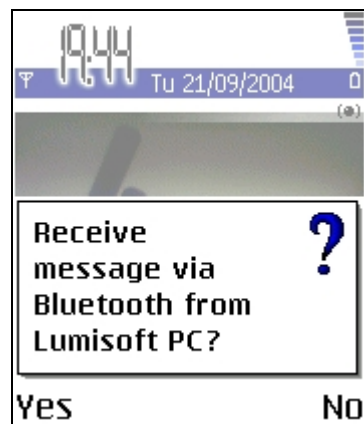 19:44
Tu 21/09/2004
Receive
message via
Bluetooth from
Lumisoft PC?
Yes No